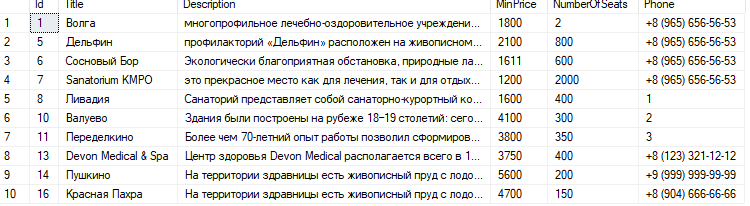 Id Title Description MinPrice NumberOfSeats Phone
1 1 Волга многопрофильное лечебно-оздоровительное учреждени... 1800 2 +8 (965) 656-56-53
2 5 Дельфин профилакторий «Дельфин» расположен на живописном... 2100 800 +8 (965) 656-56-53
3 6 Сосновый Бор Экологически благоприятная обстановка, природные ла... 1611 600 +8 (965) 656-56-53
4 7 Sanatorium KMPO это прекрасное место как для лечения, так и для отдых... 1200 2000 +8 (965) 656-56-53
5 8 Ливадия Санаторий представляет собой санаторно-курортный ко... 1600 400 1
6 10 Валуево Здания были построены на рубеже 18–19 столетий: сего... 4100 300 2
7 11 Переделкино Более чем 70-летний опыт работы позволил сформиров... 3800 350 3
8 13 Devon Medical & Spa Центр здоровья Devon Medical располагается всего в 1... 3750 400 +8 (123) 321-12-12
9 14 Пушкино На территории здравницы есть живописный пруд с лодо... 5600 200 +9 (999) 999-99-99
10 16 Красная Пахра На территории здравницы есть живописный пруд с лодо... 4700 150 +8 (904) 666-66-66